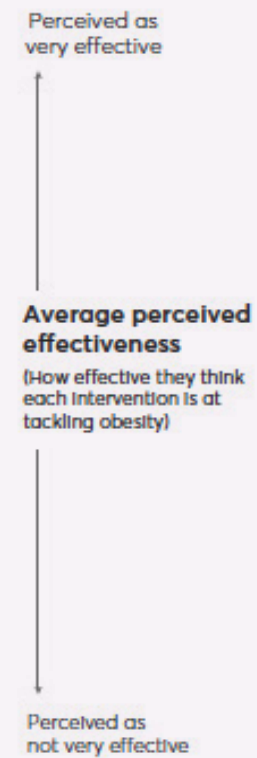 Perceived as
very effective
Average perceived
effectiveness
(How effective they think
each intervention is at
tackling obesity)
Perceived as
not very effective